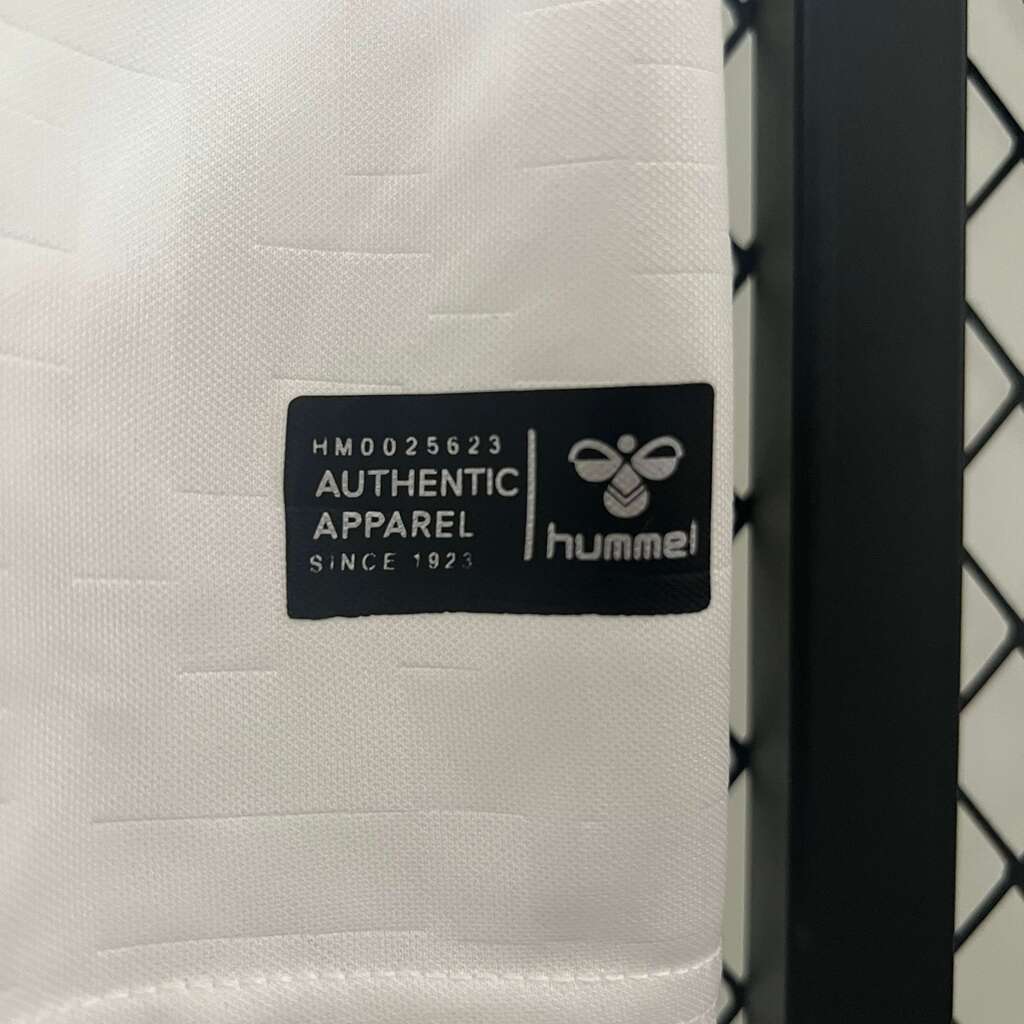 HM0025623
AUTHENTIC
APPAREL
SINCE 1923
hummel